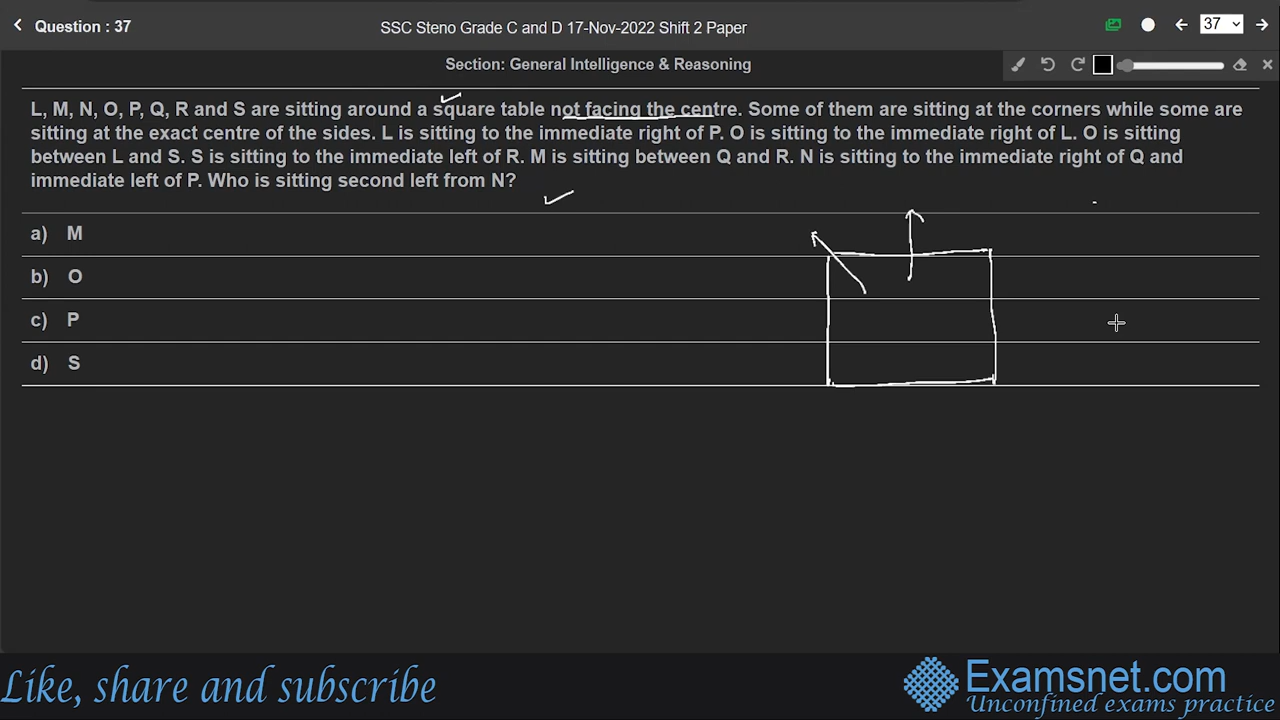 Question : 37
SSC Steno Grade C and D 17-Nov-2022 Shift 2 Paper
37
Section: General Intelligence & Reasoning
L, M, N, O, P, Q, R and S are sitting around a square table not facing the centre. Some of them are sitting at the corners while some are
sitting at the exact centre of the sides. L is sitting to the immediate right of P. O is sitting to the immediate right of L. O is sitting
between L and S. S is sitting to the immediate left of R. M is sitting between Q and R. N is sitting to the immediate right of Q and
immediate left of P. Who is sitting second left from N?
a) M
b) O
c) P
d) S
Like, share and subscribe
Examsnet.com
Unconfined exams practice